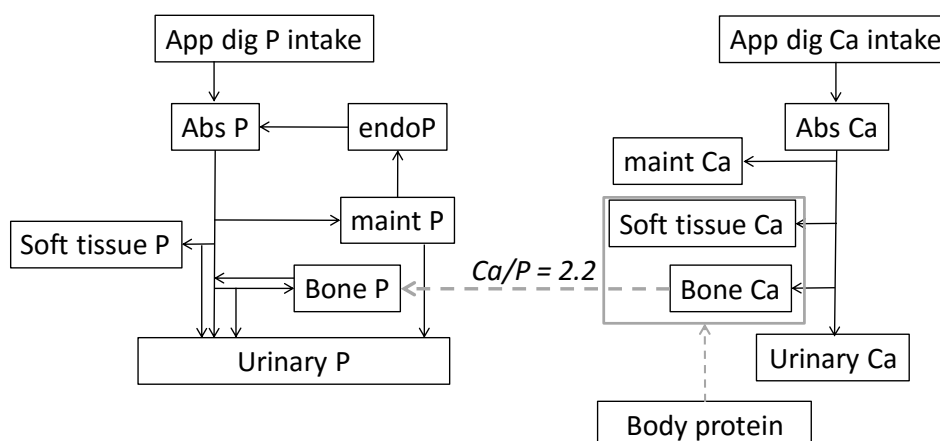 App dig P intake
App dig Ca intake
Abs P
endoP
Abs Ca
maint Ca
maint P
Soft tissue P
Soft tissue Ca
Ca/P = 2.2
Bone P
Bone Ca
Urinary P
Urinary Ca
Body protein